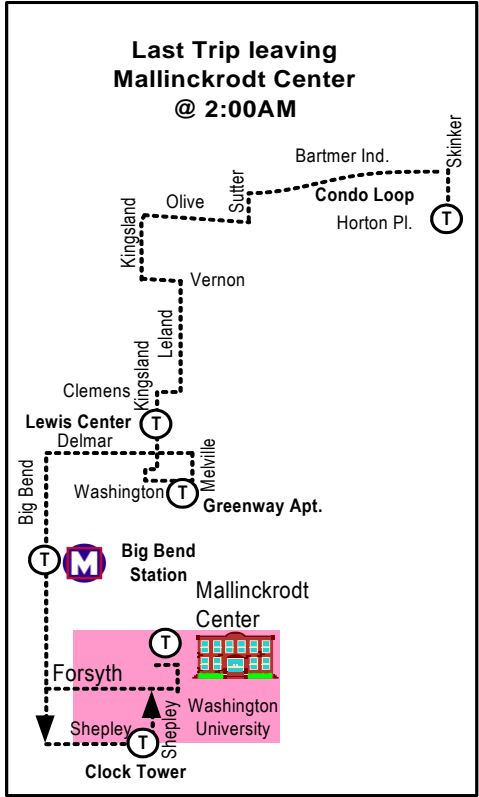 Last Trip leaving
Mallinckrodt Center
@ 2:00AM
Skinker
Bartmer Ind.
Sutter
Condo Loop
Olive
Horton Pl.
T
Kingsland
Vernon
Leland
Kingsland
Clemens
Lewis Center
T
Delmar
Melville
Washington
T
Greenway Apt.
Big Bend
T
M
Big Bend
Station
Mallinckrodt
Center
T
Forsyth
Shepley
Washington
University
Shepley
T
Clock Tower